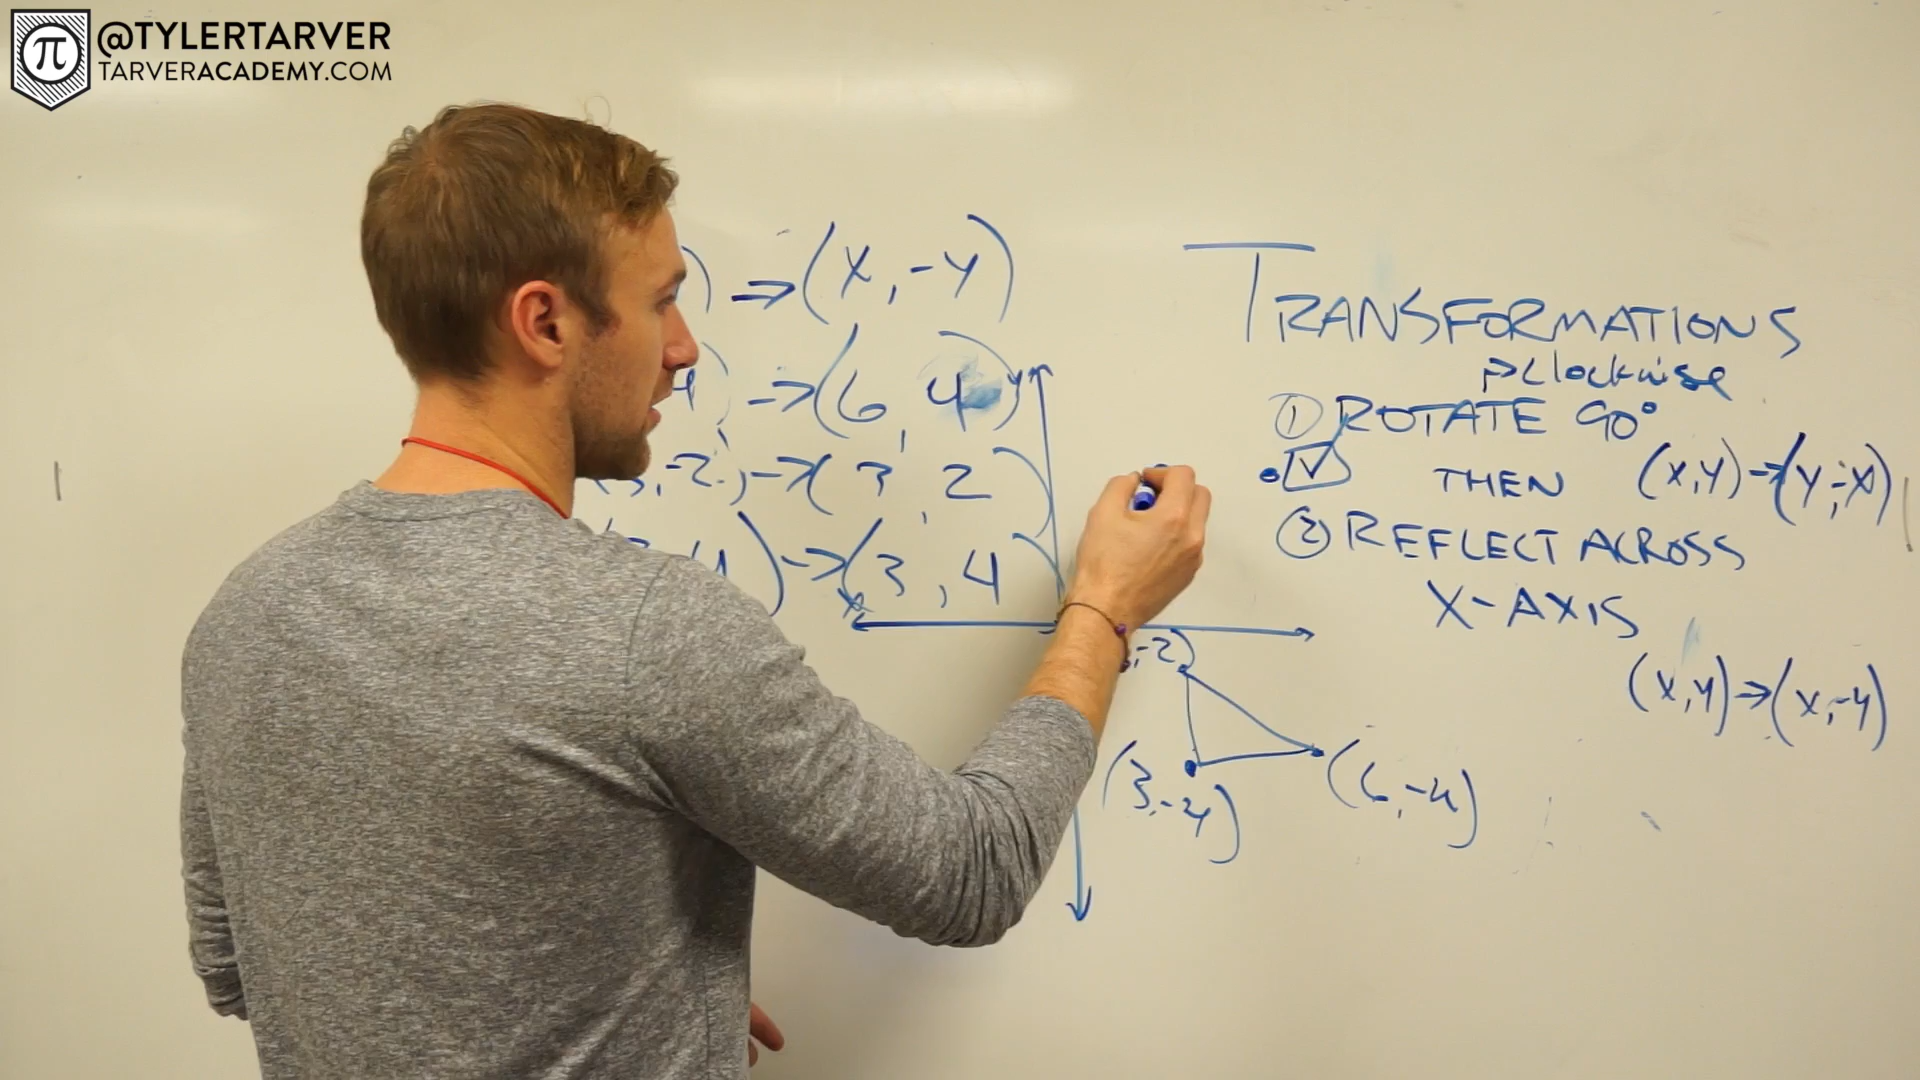 @TYLERTARVER
TARVERACADEMY.COM
) ⇒ (X, -Y)
4) → (6, 4)
, -2) → (3, 2)
) → (3, 4
TRANSFORMATIONS
clockwise
① ROTATE 90°
THEN (X,Y) → (Y,-X)
② REFLECT ACROSS
X-AXIS
(X,Y) → (X,-Y)
,-2)
(3,-4)
(6,-4)